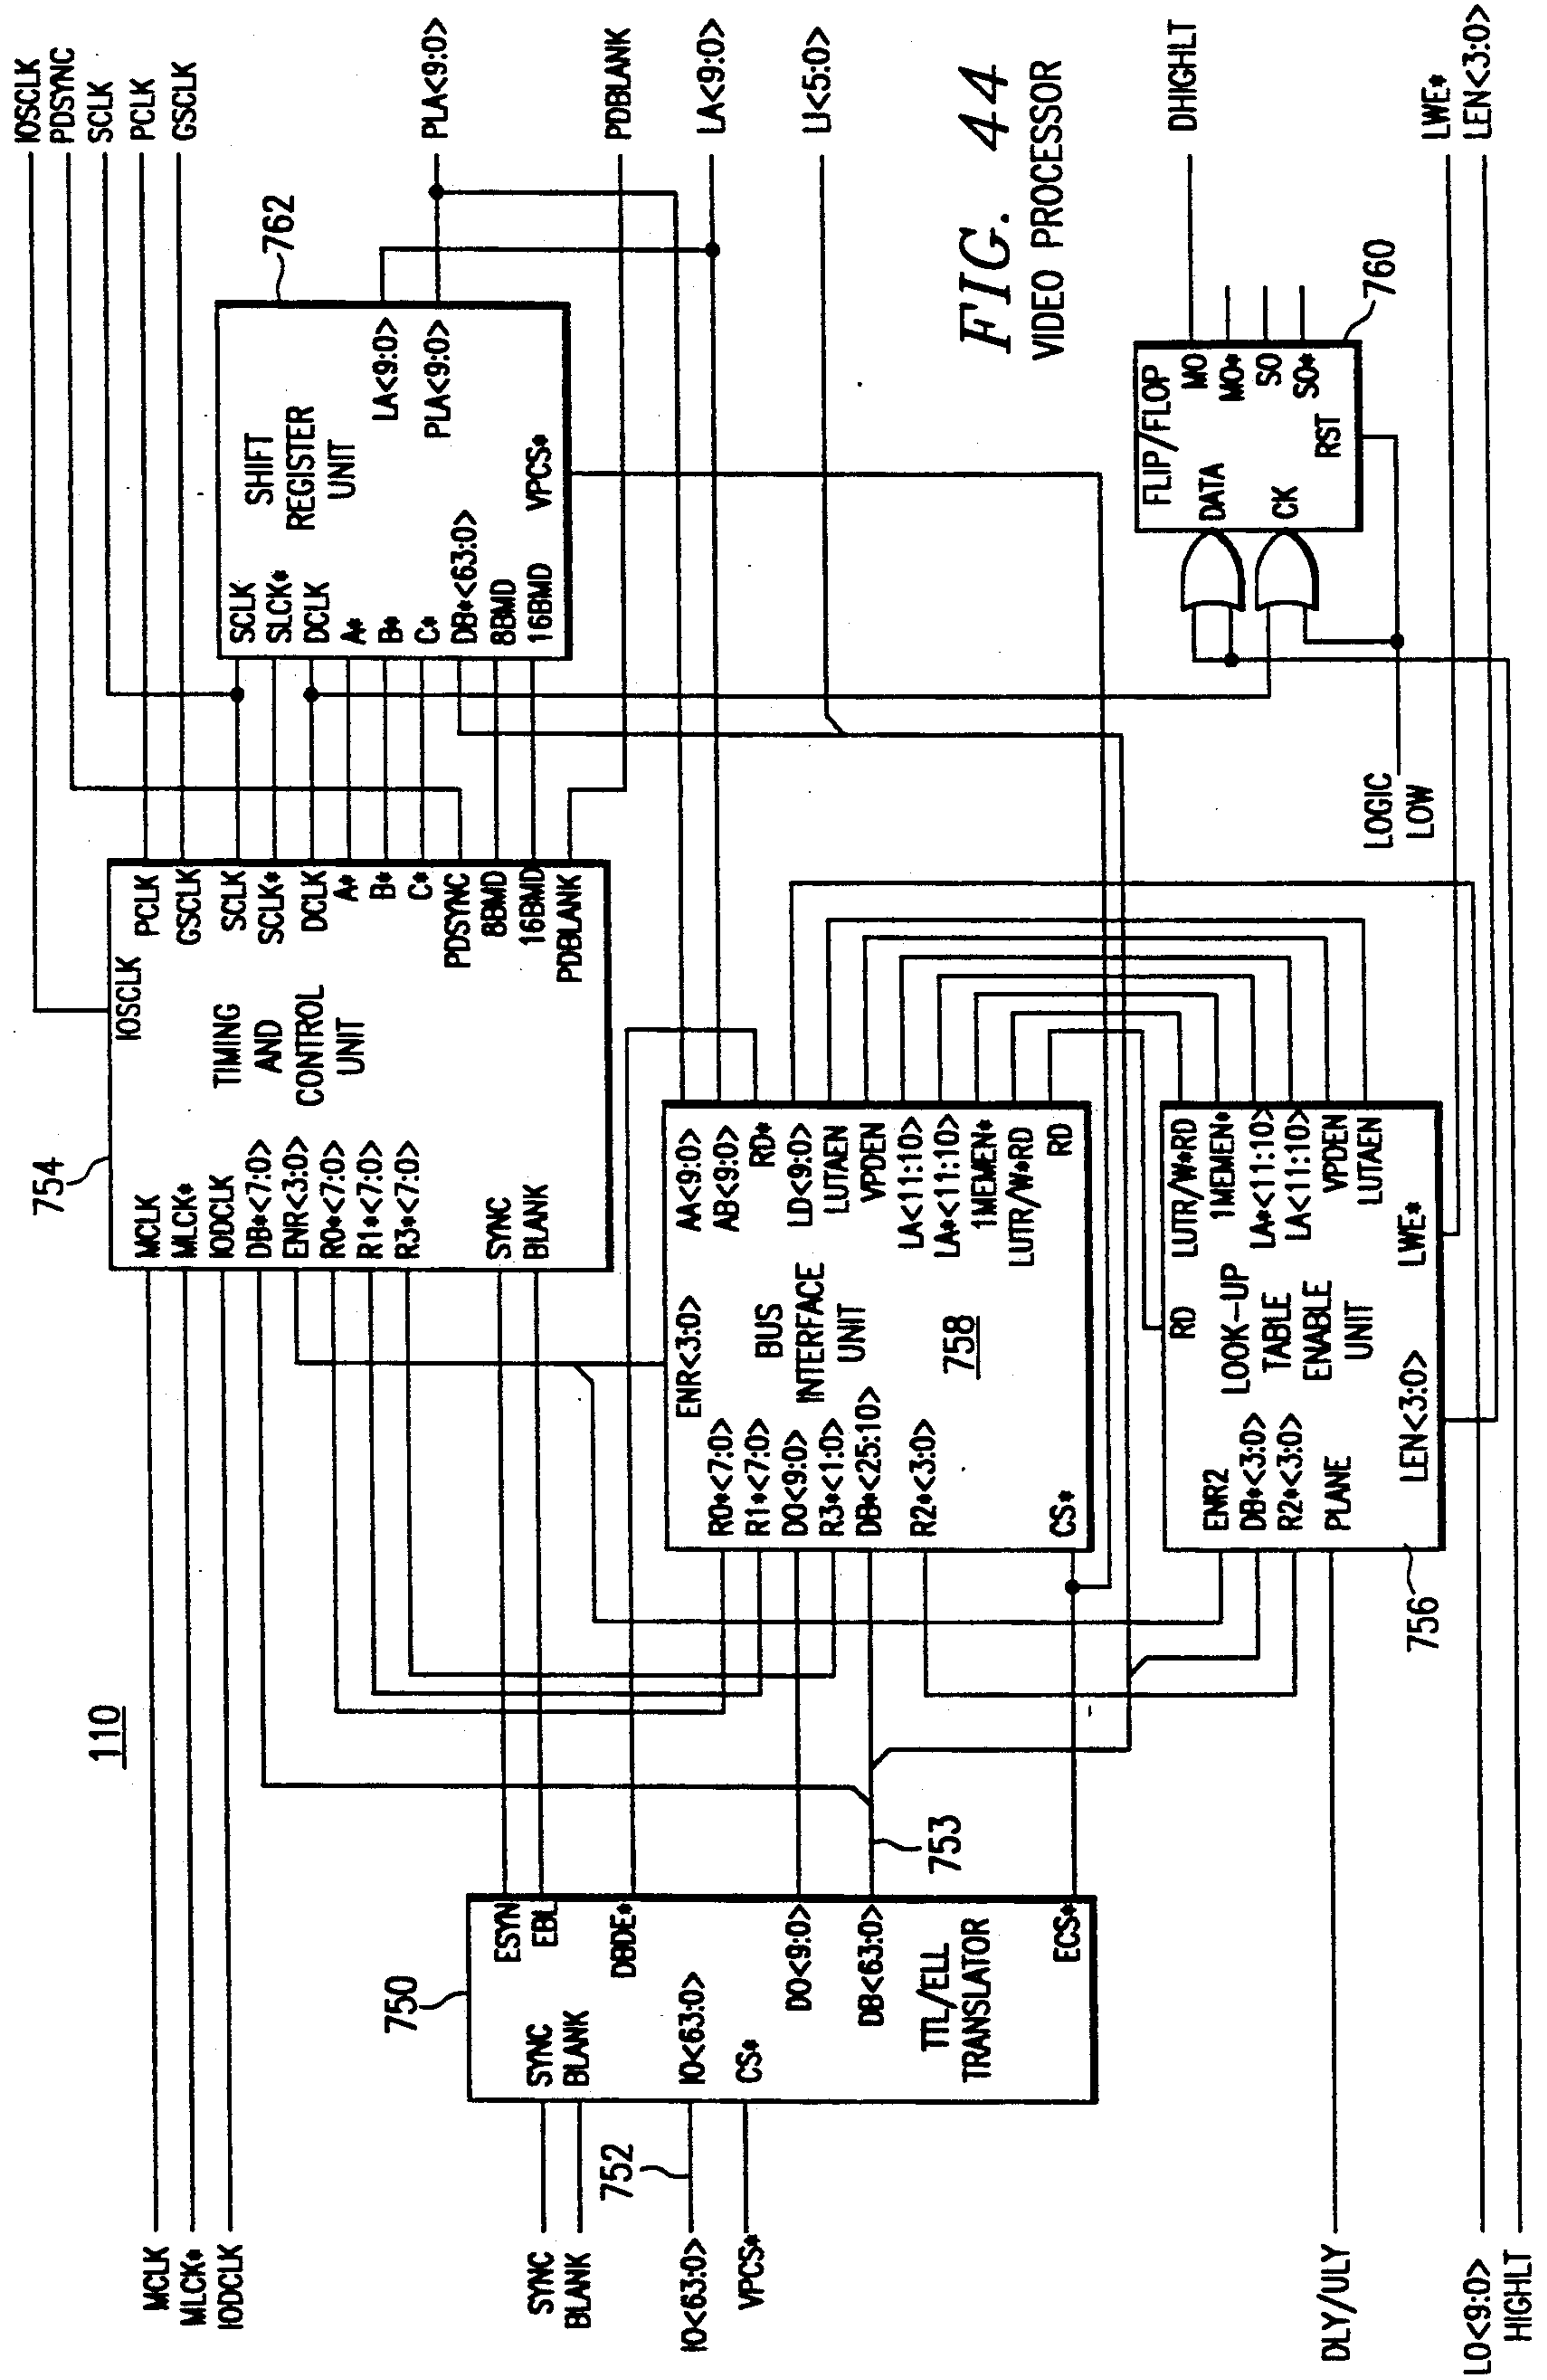 110
MCLK
MLCK*
IODCLK
SYNC
BLANK
752
IO<63:0>
VPCS*
DLY/ULY
LO<9:0>
HIGHLT
750
SYNC
BLANK
IO<63:0>
CS*
ESYN
EBL
DBDE*
DO<9:0>
DB<63:0>
TTL/ELL
TRANSLATOR
ECS*
753
754
MCLK
MLCK*
IODCLK
DB*<7:0>
ENR<3:0>
R0*<7:0>
R1*<7:0>
R3*<7:0>
SYNC
BLANK
TIMING
AND
CONTROL
UNIT
IOSCLK
PCLK
GSCLK
SCLK
SCLK*
DCLK
A*
B*
C*
PDSYNC
8BMD
16BMD
PDBLANK
ENR<3:0>
R0*<7:0>
R1*<7:0>
DO<9:0>
R3*<1:0>
DB*<25:10>
R2*<3:0>
CS*
BUS
INTERFACE
UNIT
758
AA<9:0>
AB<9:0>
RD*
LD<9:0>
LUTAEN
VPDEN
LA<11:10>
LA*<11:10>
1MEMEN*
LUTR/W*RD
RD
756
ENR2
DB*<3:0>
R2*<3:0>
PLANE
LEN<3:0>
RD
LOOK-UP
TABLE
ENABLE
UNIT
LUTR/W*RD
1MEMEN*
LA*<11:10>
LA<11:10>
VPDEN
LUTAEN
LWE*
762
SCLK
SLCK*
DCLK
A*
B*
C*
DB*<63:0>
8BMD
16BMD
SHIFT
REGISTER
UNIT
VPCS*
LA<9:0>
PLA<9:0>
LOGIC
LOW
FLIP/FLOP
DATA
CK
RST
MO
MO*
SO
SO*
760
IOSCLK
PDSYNC
SCLK
PCLK
GSCLK
PLA<9:0>
PDBLANK
LA<9:0>
LI<5:0>
DHIGHLT
LWE*
LEN<3:0>
FIG. 44
VIDEO PROCESSOR